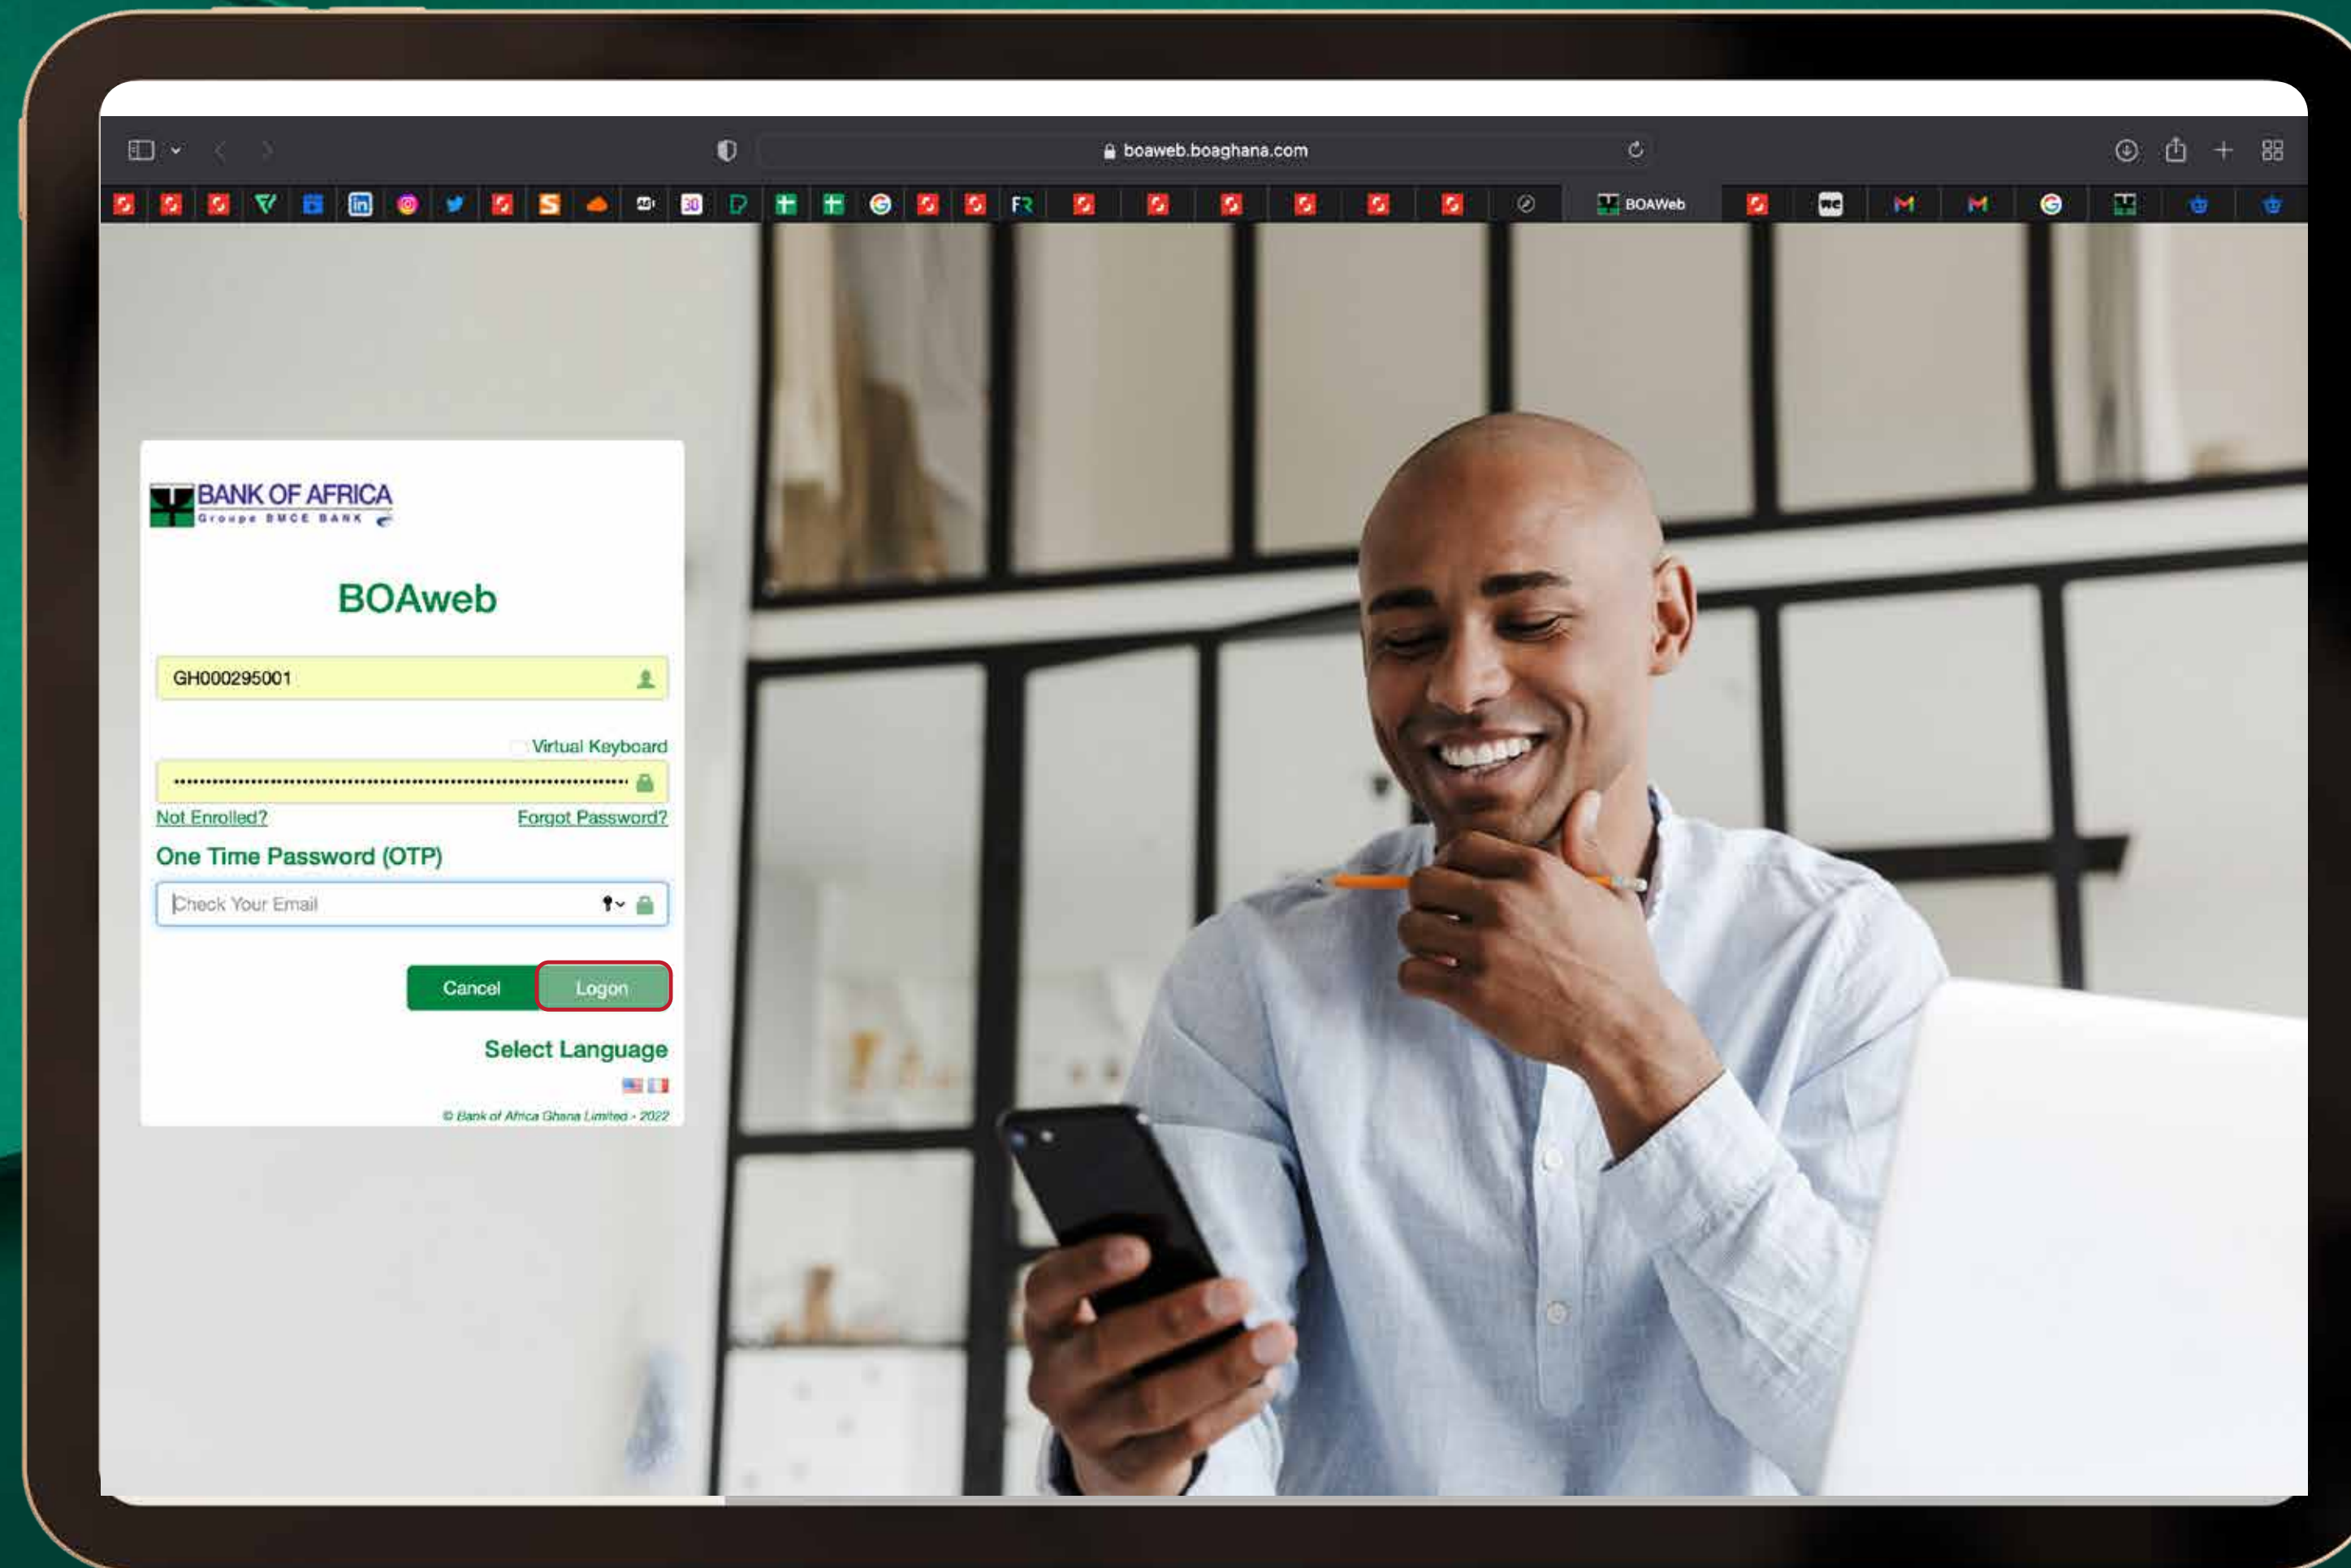 boaweb.boaghana.com
30
FR
BOAWeb
BANK OF AFRICA
Groupe BMCE BANK
BOAweb
GH000295001
Virtual Keyboard
Not Enrolled?
Forgot Password?
One Time Password (OTP)
Check Your Email
Cancel
Logon
Select Language
© Bank of Africa Ghana Limited - 2022